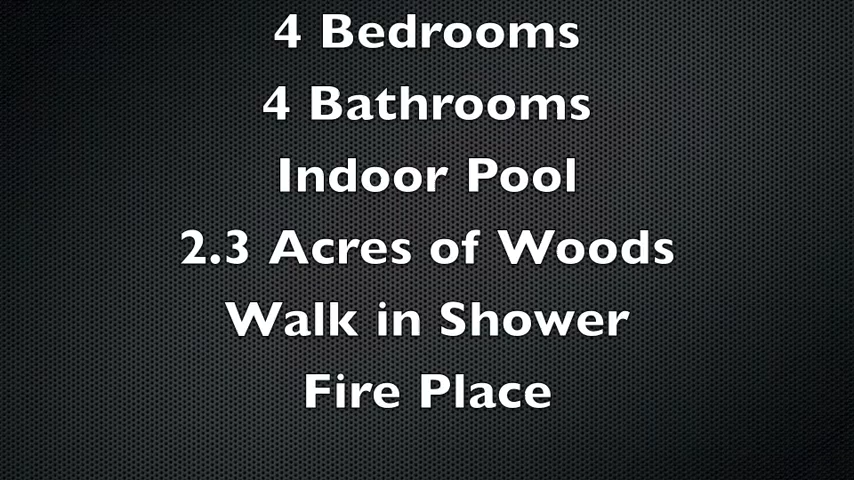 4 Bedrooms
4 Bathrooms
Indoor Pool
2.3 Acres of Woods
Walk in Shower
Fire Place